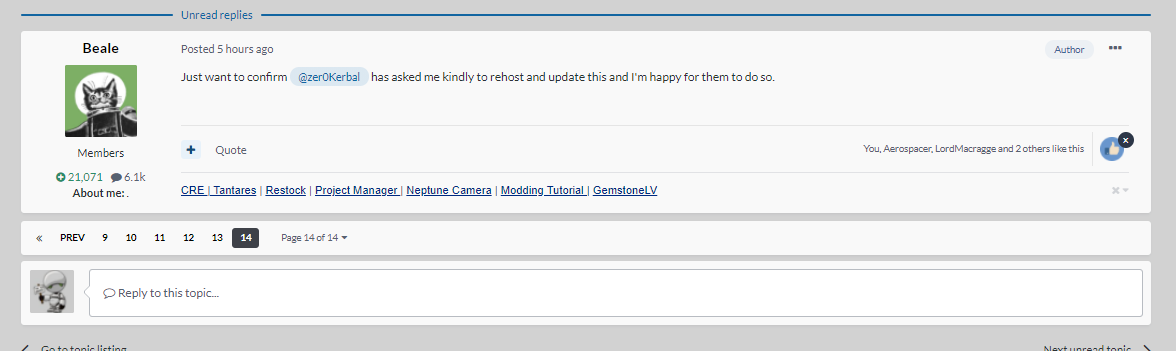 Unread replies
Beale
Posted 5 hours ago
Author
Just want to confirm @zer0Kerbal has asked me kindly to rehost and update this and I'm happy for them to do so.
Members
21,071 6.1k
About me: .
+ Quote
You, Aerospacer, LordMacragge and 2 others like this
CRE | Tantares | Restock | Project Manager | Neptune Camera | Modding Tutorial | GemstoneLV
« PREV 9 10 11 12 13 14 Page 14 of 14
Reply to this topic...
Go to topic listing
Next unread topic